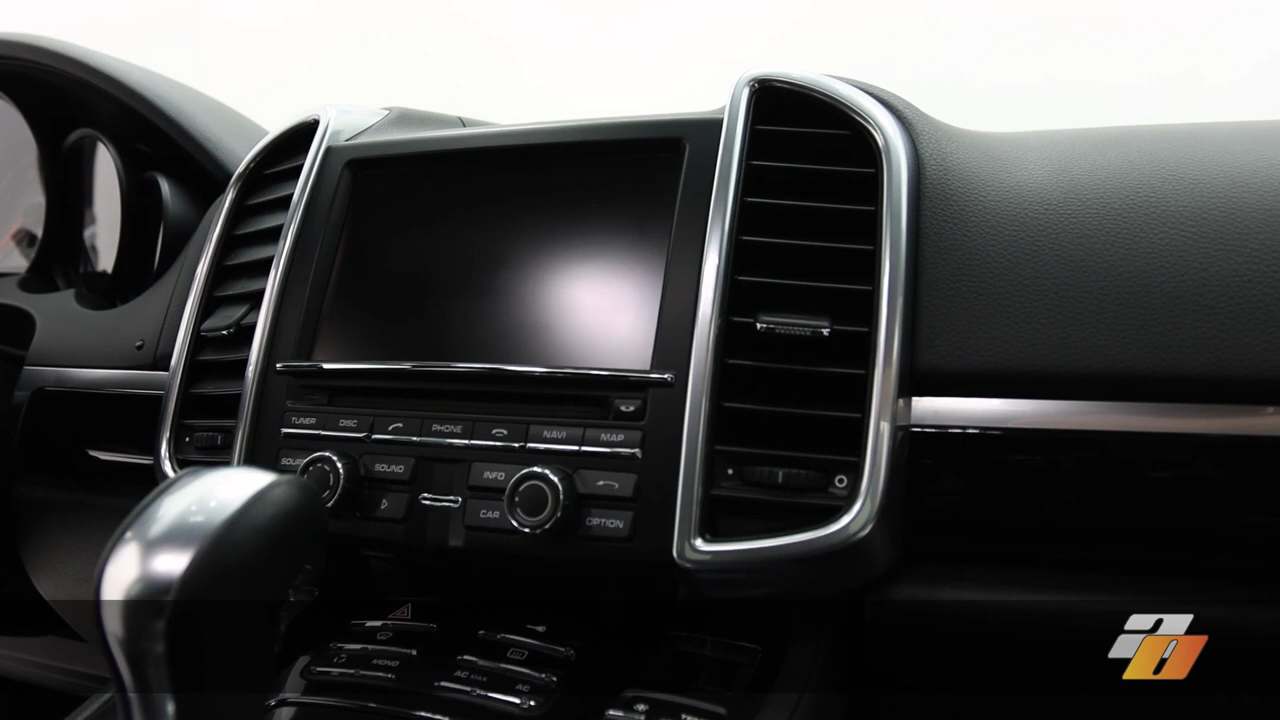 TUNER DISC PHONE NAVI MAP
SOUND INFO
CAR OPTION
MONO
AC MAX AC